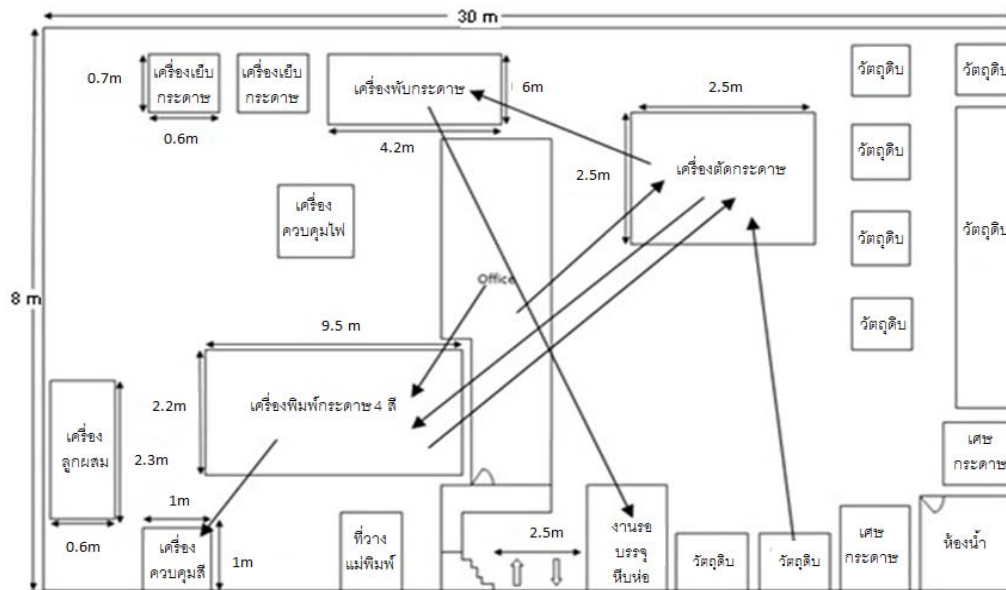 30 m
8 m
0.7m
เครื่องเย็บ
กระดาษ
เครื่องเย็บ
กระดาษ
เครื่องพับกระดาษ
6m
0.6m
4.2m
2.5m
2.5m
เครื่องตัดกระดาษ
วัตถุดิบ
วัตถุดิบ
วัตถุดิบ
วัตถุดิบ
วัตถุดิบ
วัตถุดิบ
เครื่อง
ควบคุมไฟ
Office
9.5 m
2.2m
เครื่องพิมพ์กระดาษ 4 สี
เครื่อง
ลูกผสม
2.3m
0.6m
1m
เครื่อง
ควบคุมสี
1m
ที่วาง
แม่พิมพ์
2.5m
งานรอ
บรรจุ
หีบห่อ
วัตถุดิบ
วัตถุดิบ
เศษ
กระดาษ
เศษ
กระดาษ
ห้องน้ำ